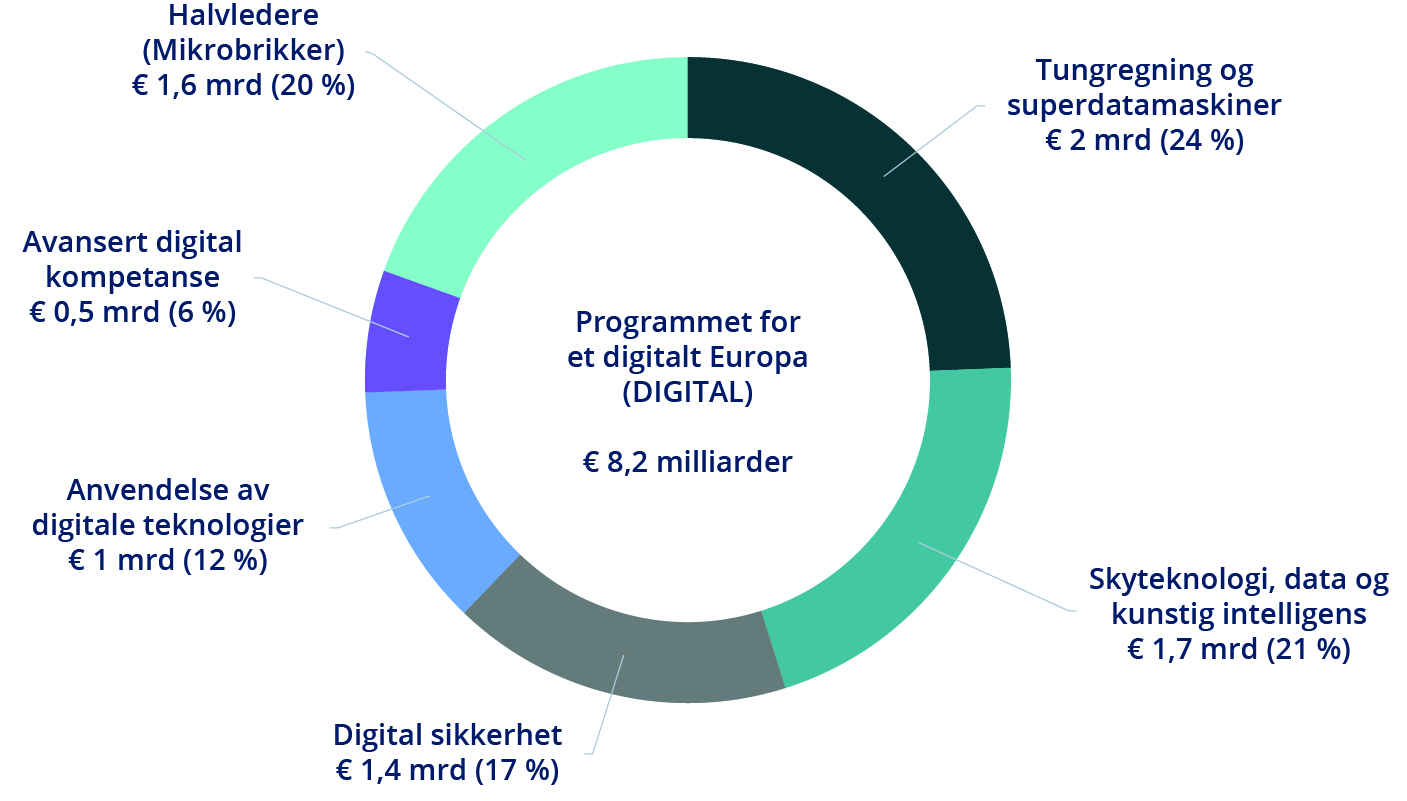 Halvledere
(Mikrobrikker)
€ 1,6 mrd (20 %)
Tungregning og
superdatamaskiner
€ 2 mrd (24 %)
Avansert digital
kompetanse
€ 0,5 mrd (6 %)
Programmet for
et digitalt Europa
(DIGITAL)
€ 8,2 milliarder
Anvendelse av
digitale teknologier
€ 1 mrd (12 %)
Skyteknologi, data og
kunstig intelligens
€ 1,7 mrd (21 %)
Digital sikkerhet
€ 1,4 mrd (17 %)